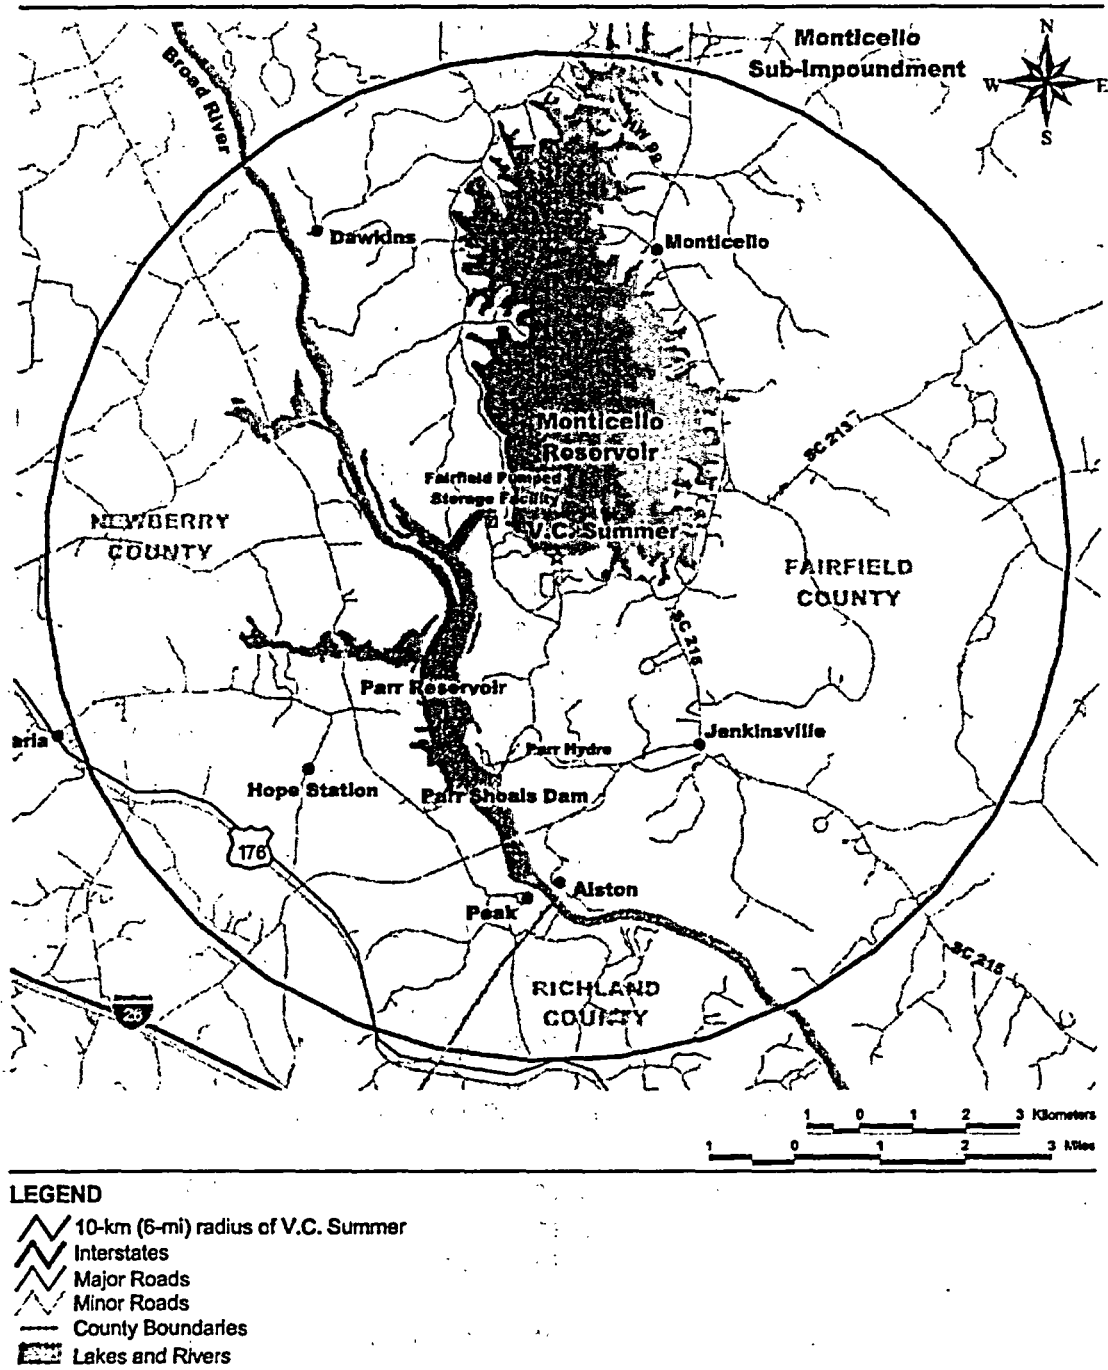 Monticello
Sub-Impoundment
N
W
E
S
Broad River
HW 99
Dawkins
Monticello
Monticello
Reservoir
SC 213
Fairfield Pumped
Storage Facility
V.C. Summer
NEWBERRY
COUNTY
FAIRFIELD
COUNTY
SC 215
Parr Reservoir
aria
Jenkinsville
Parr Hydro
Hope Station
Parr Shoals Dam
176
Alston
Peak
SC 215
RICHLAND
COUNTY
26
1 0 1 2 3 Kilometers
1 0 1 2 3 Miles
LEGEND
10-km (6-mi) radius of V.C. Summer
Interstates
Major Roads
Minor Roads
County Boundaries
Lakes and Rivers